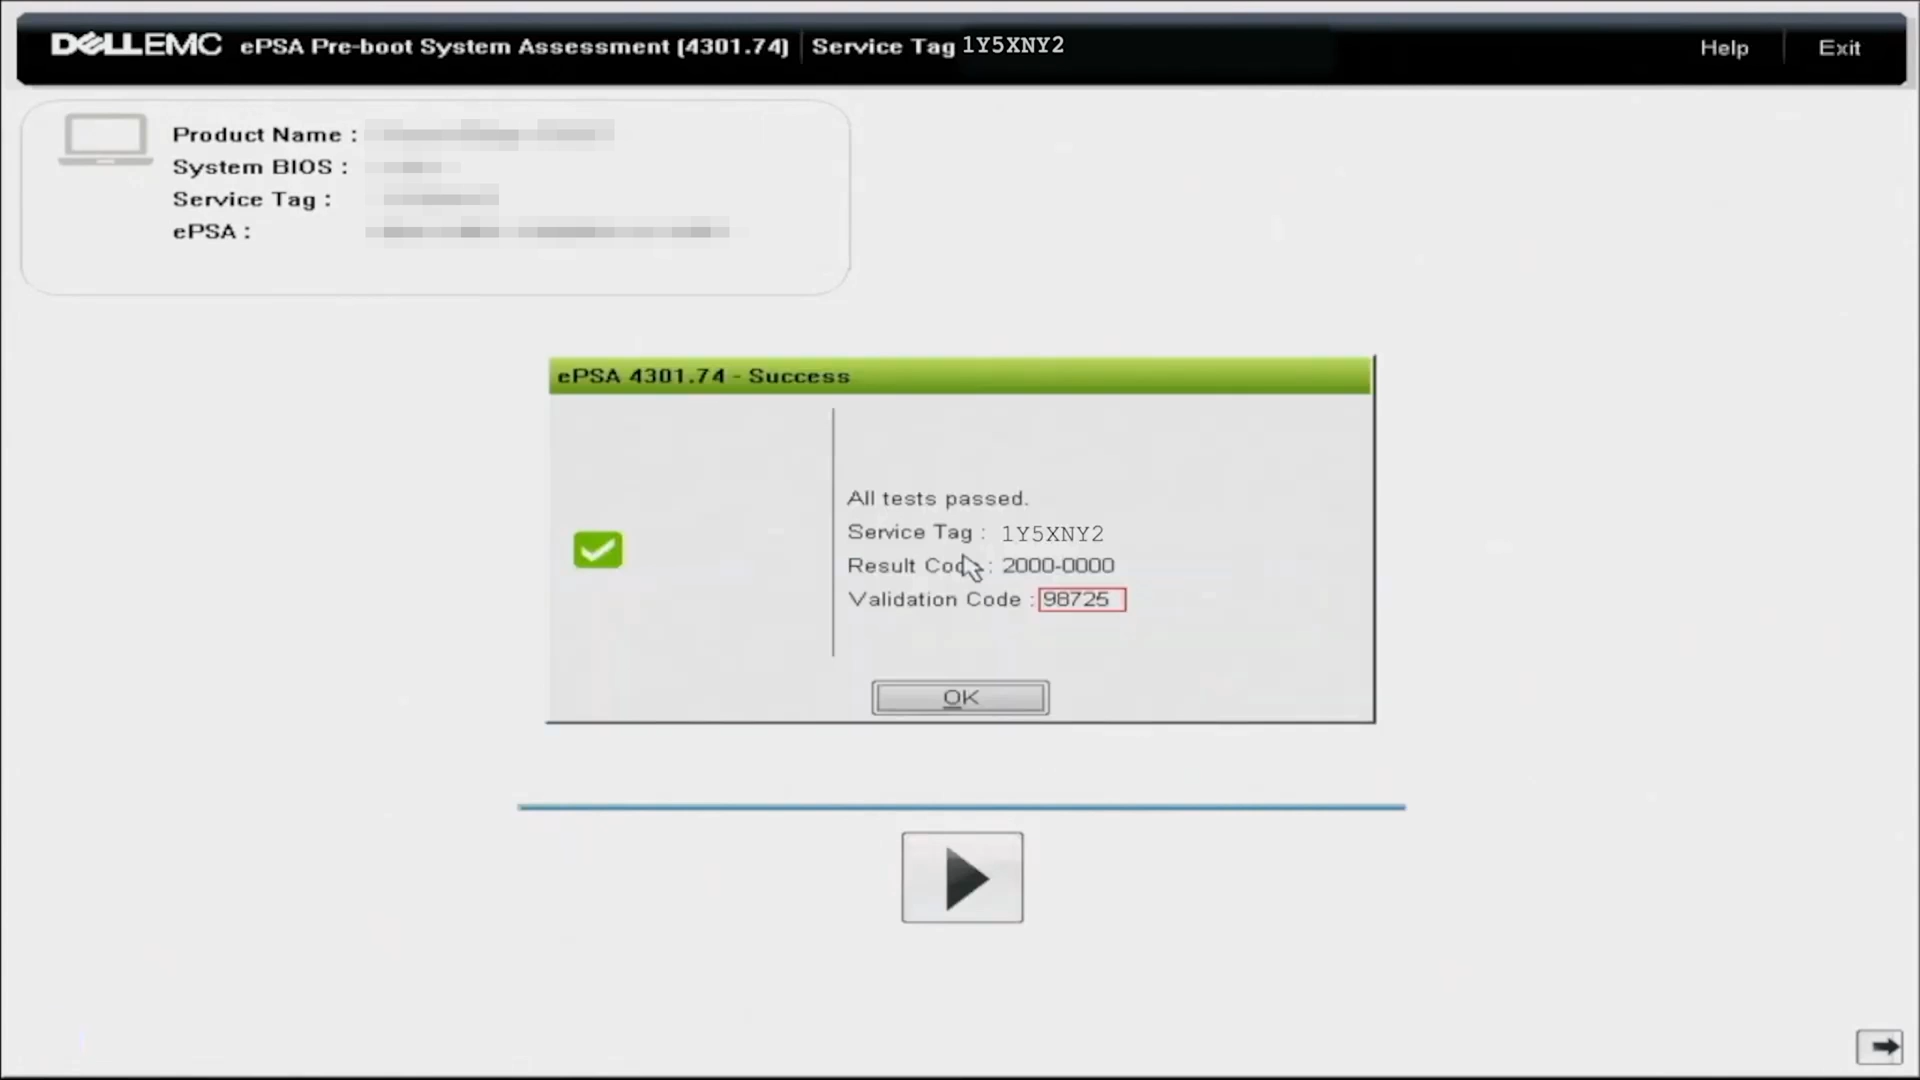 DELLEMC ePSA Pre-boot System Assessment (4301.74) Service Tag 1Y5XNY2 Help Exit
Product Name :
System BIOS :
Service Tag :
ePSA :
ePSA 4301.74 - Success
All tests passed.
Service Tag : 1Y5XNY2
Result Code : 2000-0000
Validation Code : 98725
OK